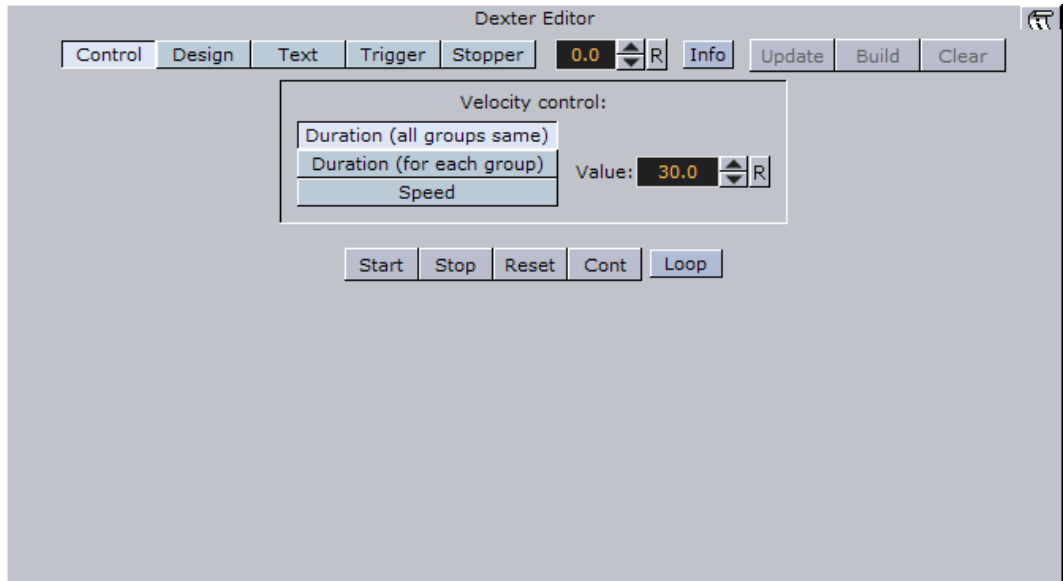 Dexter Editor
Control Design Text Trigger Stopper 0.0 R Info Update Build Clear
Velocity control:
Duration (all groups same)
Duration (for each group)
Value: 30.0 R
Speed
Start Stop Reset Cont Loop